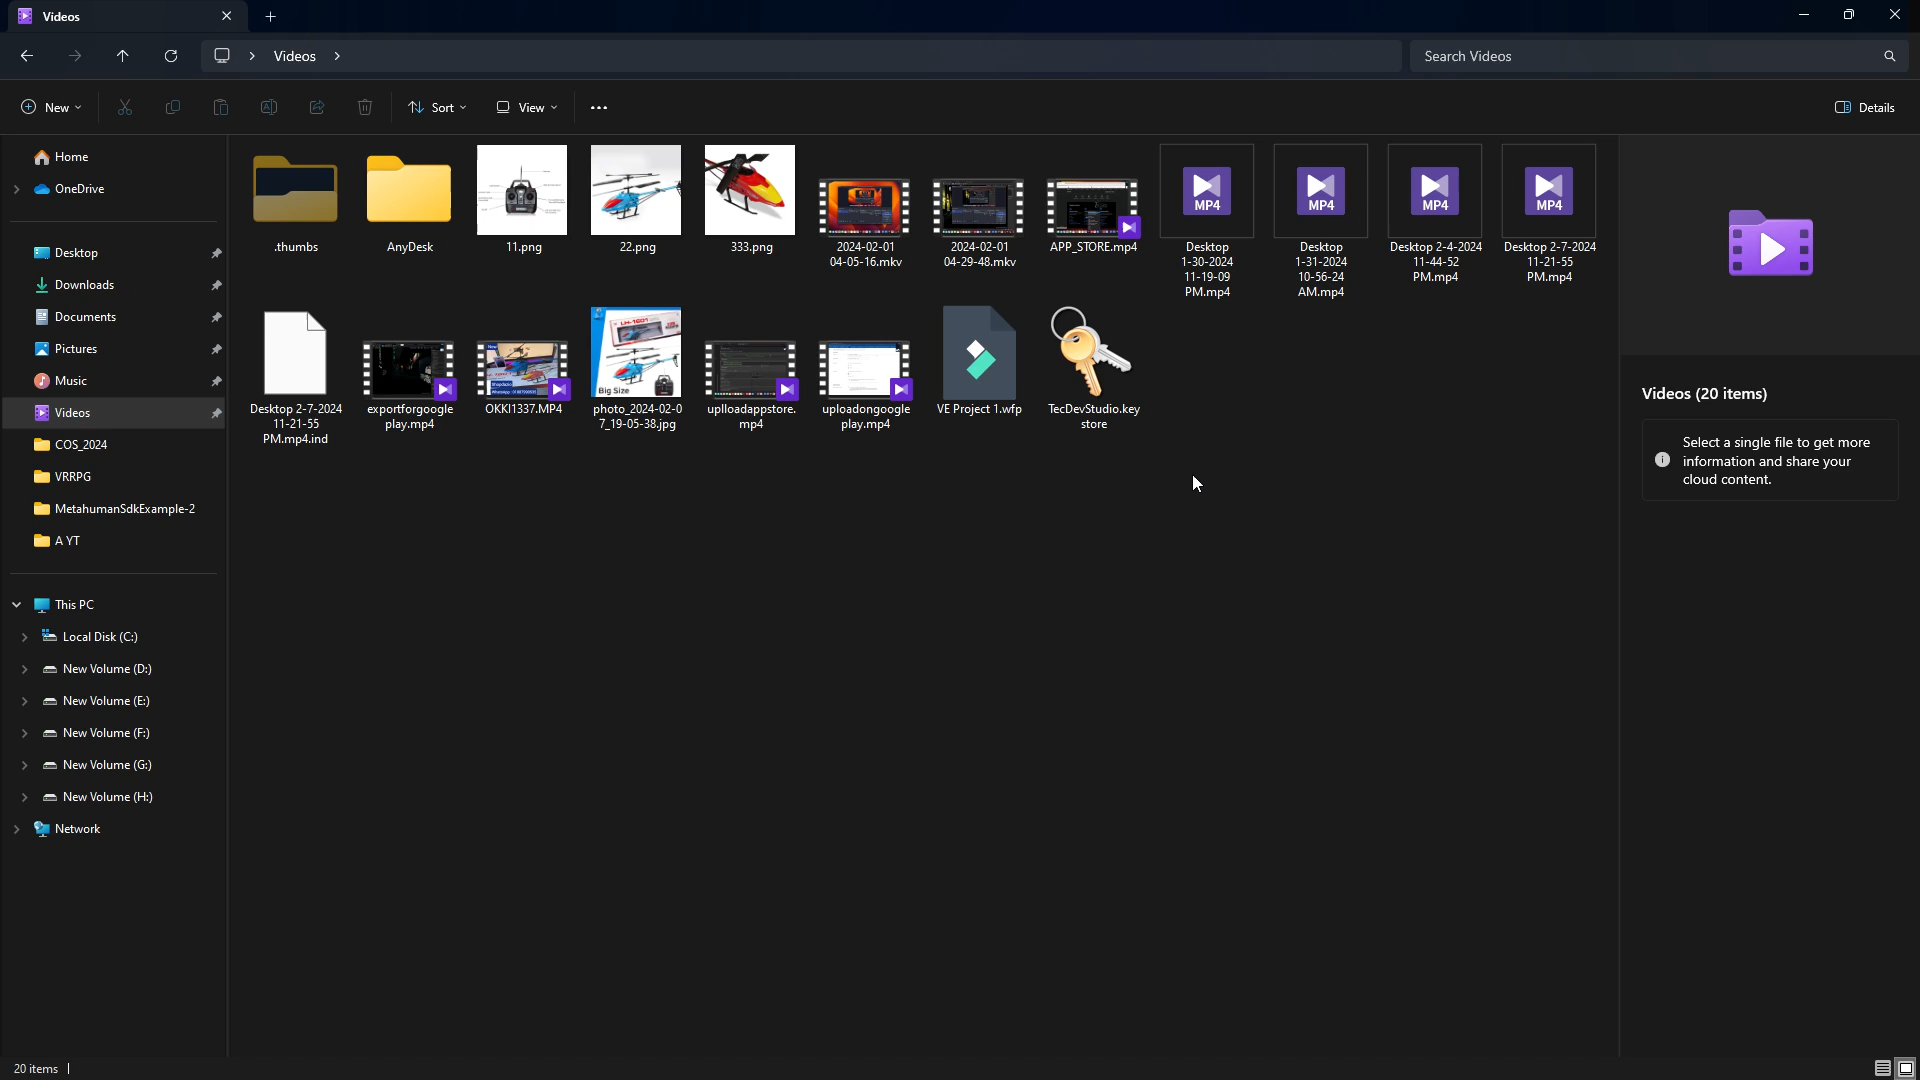 Videos
Videos
Search Videos
New
Sort
View
Details
Home
OneDrive
Desktop
Downloads
Documents
Pictures
Music
Videos
COS_2024
VRRPG
MetahumanSdkExample-2
A YT
This PC
Local Disk (C:)
New Volume (D:)
New Volume (E:)
New Volume (F:)
New Volume (G:)
New Volume (H:)
Network
.thumbs
AnyDesk
11.png
22.png
333.png
2024-02-01
04-05-16.mkv
2024-02-01
04-29-48.mkv
APP_STORE.mp4
MP4
Desktop
1-30-2024
11-19-09
PM.mp4
MP4
Desktop
1-31-2024
10-56-24
AM.mp4
MP4
Desktop 2-4-2024
11-44-52
PM.mp4
MP4
Desktop 2-7-2024
11-21-55
PM.mp4
Desktop 2-7-2024
11-21-55
PM.mp4.ind
exportforgoogle
play.mp4
OKKI1337.MP4
LH-1601
Big Size
photo_2024-02-0
7_19-05-38.jpg
uplloadappstore.
mp4
uploadongoogle
play.mp4
VE Project 1.wfp
TecDevStudio.key
store
Videos (20 items)
Select a single file to get more
information and share your
cloud content.
20 items